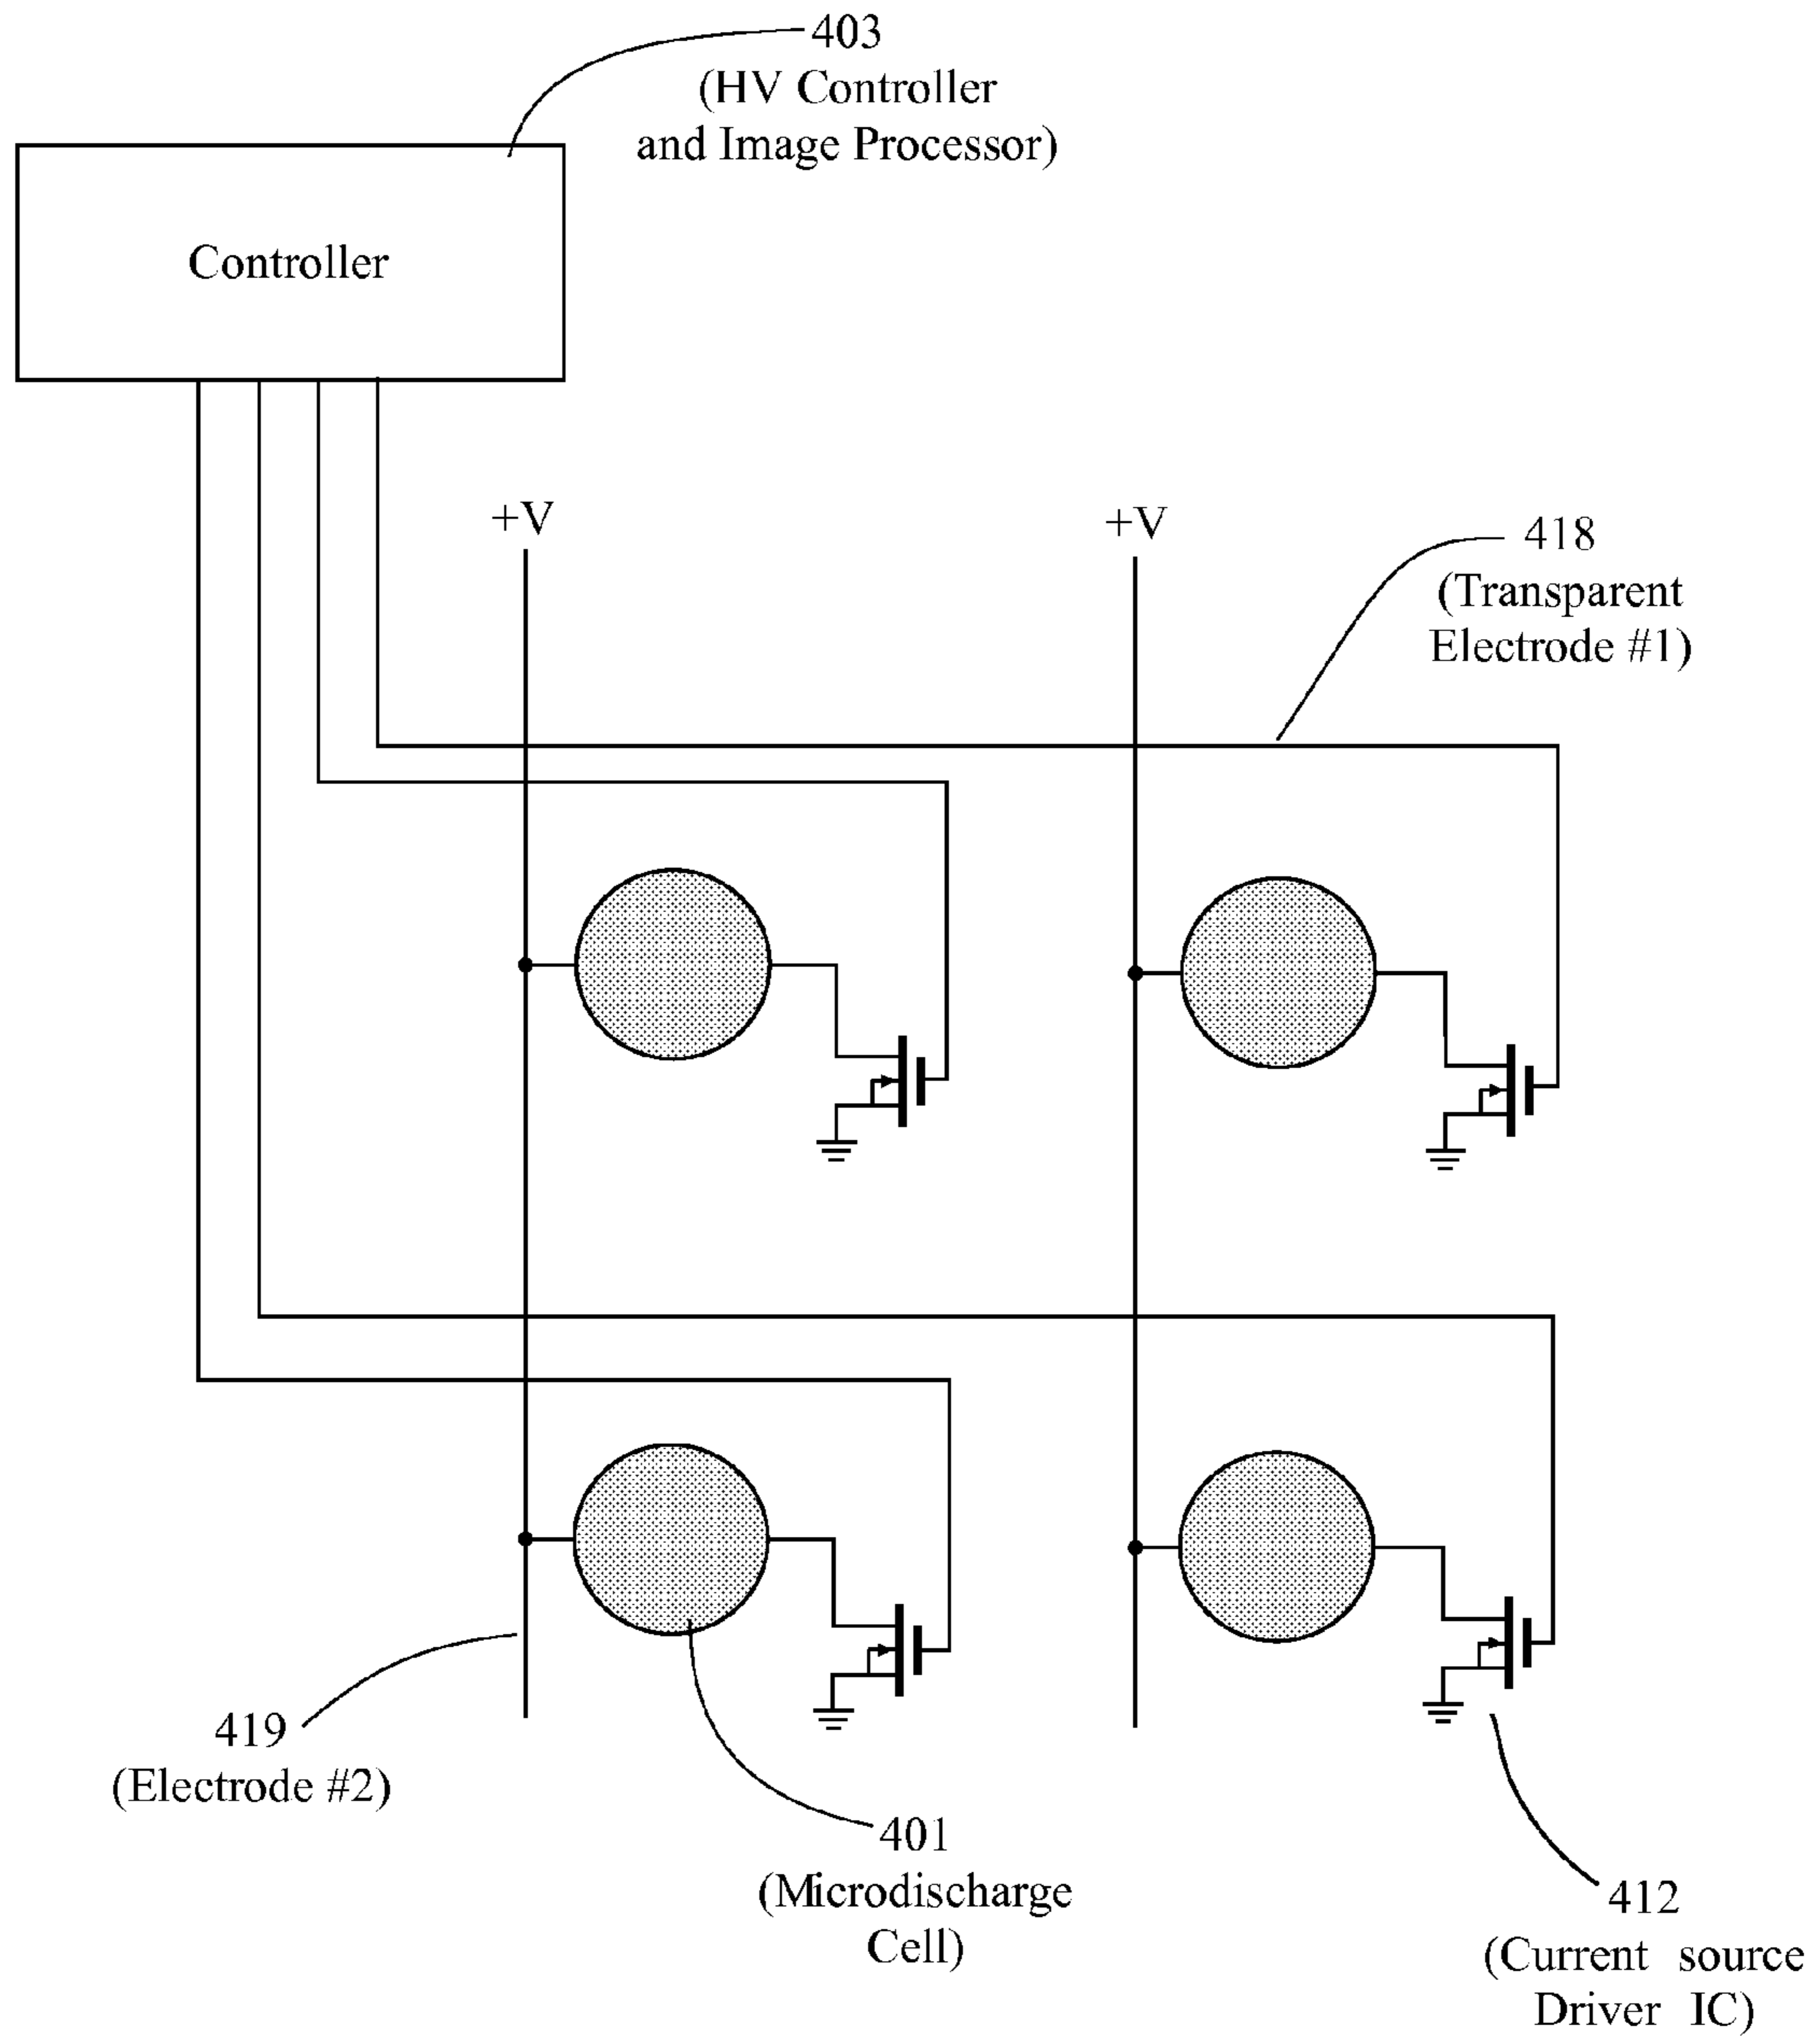 403
(HV Controller
and Image Processor)
Controller
+V
+V
418
(Transparent
Electrode #1)
419
(Electrode #2)
401
(Microdischarge
Cell)
412
(Current source
Driver IC)